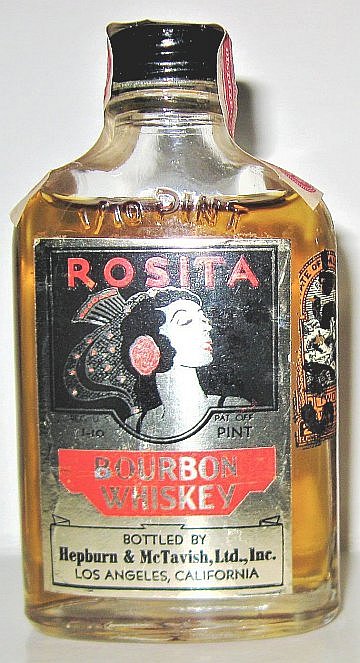 1/10 PINT
ROSITA
1-10
PAT. OFF.
PINT
BOURBON
WHISKEY
BOTTLED BY
Hepburn & McTavish, Ltd., Inc.
LOS ANGELES, CALIFORNIA